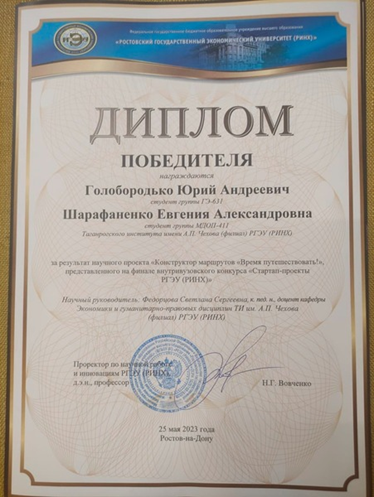 Федеральное государственное бюджетное образовательное учреждение высшего образования
«РОСТОВСКИЙ ГОСУДАРСТВЕННЫЙ ЭКОНОМИЧЕСКИЙ УНИВЕРСИТЕТ (РИНХ)»
ДИПЛОМ
ПОБЕДИТЕЛЯ
награждаются
Голобородько Юрий Андреевич
студент группы ГЭ-631
Шарафаненко Евгения Александровна
студент группы МДОП-411
Таганрогского института имени А.П. Чехова (филиал) РГЭУ (РИНХ)
за результат научного проекта «Конструктор маршрутов «Время путешествовать!»,
представленного на финале внутривузовского конкурса «Стартап-проекты
РГЭУ (РИНХ)»
Научный руководитель: Федорцова Светлана Сергеевна, к. пед. н., доцент кафедры
Экономики и гуманитарно-правовых дисциплин ТИ им. А.П. Чехова
(филиал) РГЭУ (РИНХ)
Проректор по научной работе
и инновациям РГЭУ (РИНХ),
д.э.н., профессор
Н.Г. Вовченко
25 мая 2023 года
Ростов-на-Дону